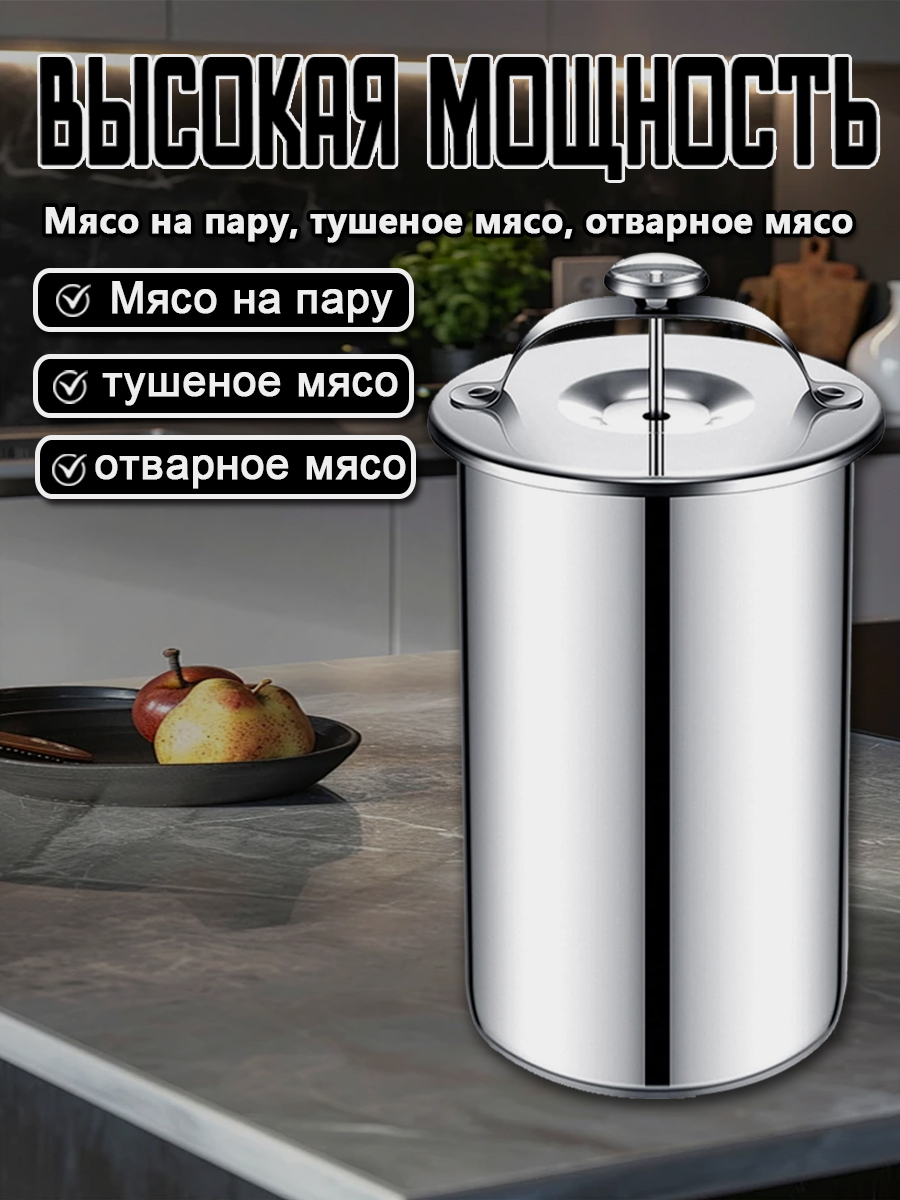 ВЫСОКАЯ МОЩНОСТЬ
Мясо на пару, тушеное мясо, отварное мясо
Мясо на пару
тушеное мясо
отварное мясо